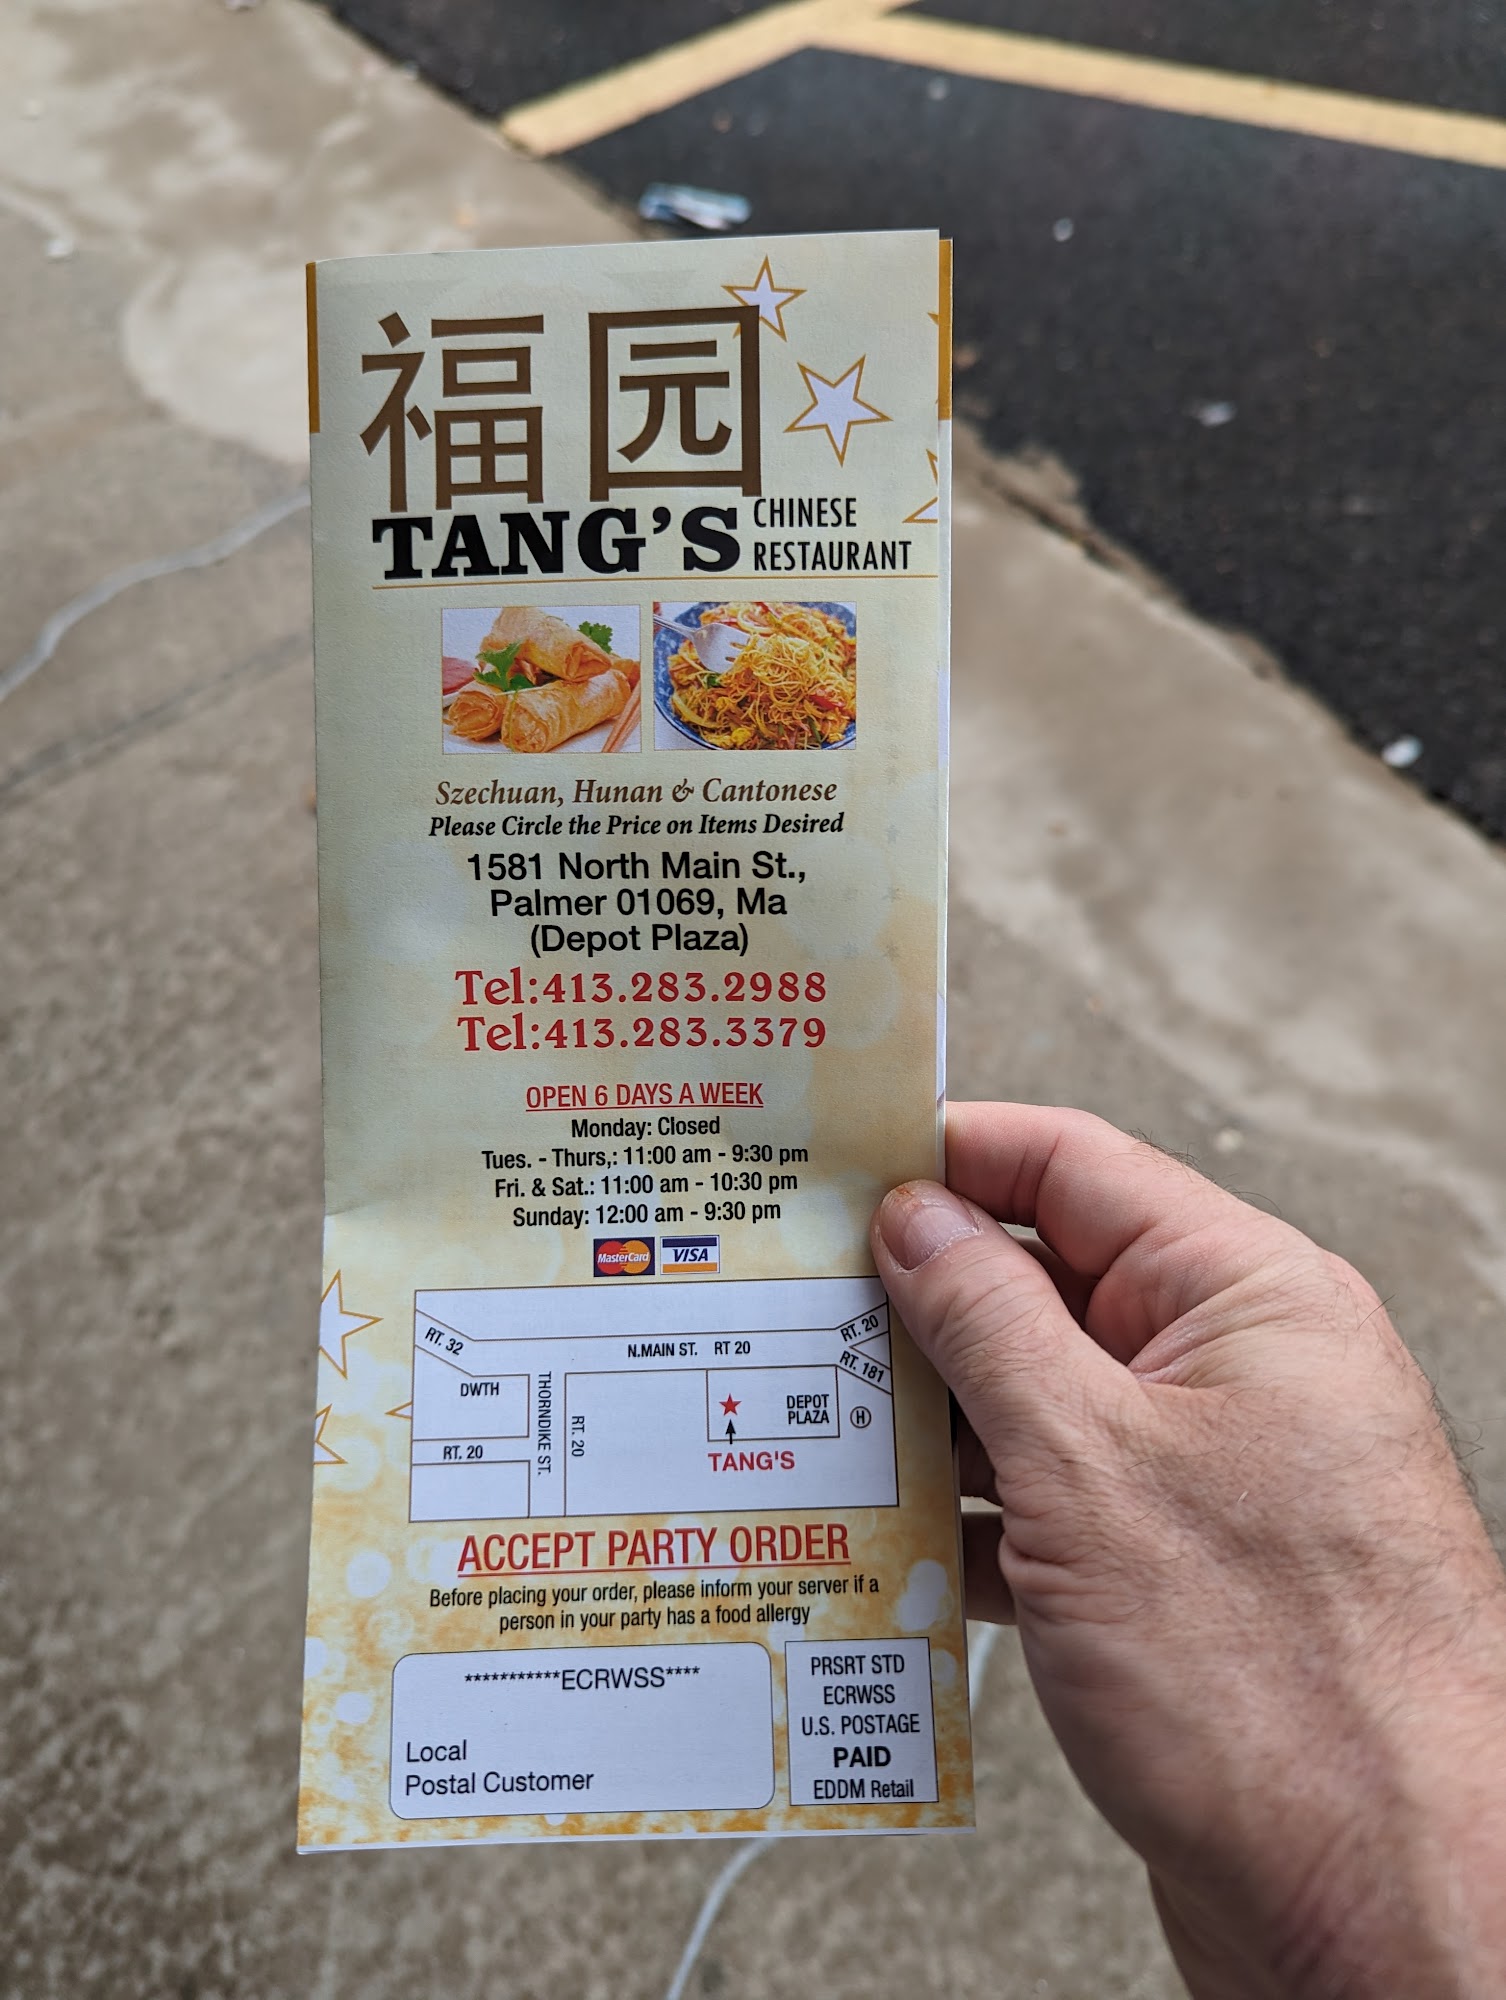 福园
TANG'S CHINESE
RESTAURANT
Szechuan, Hunan & Cantonese
Please Circle the Price on Items Desired
1581 North Main St.,
Palmer 01069, Ma
(Depot Plaza)
Tel:413.283.2988
Tel:413.283.3379
OPEN 6 DAYS A WEEK
Monday: Closed
Tues. - Thurs,: 11:00 am - 9:30 pm
Fri. & Sat.: 11:00 am - 10:30 pm
Sunday: 12:00 am - 9:30 pm
MasterCard VISA
RT. 32
N.MAIN ST. RT 20
RT. 20
RT. 181
DWTH
THORNDIKE ST.
RT. 20
DEPOT
PLAZA
H
RT. 20
TANG'S
ACCEPT PARTY ORDER
Before placing your order, please inform your server if a
person in your party has a food allergy
***********ECRWSS****
Local
Postal Customer
PRSRT STD
ECRWSS
U.S. POSTAGE
PAID
EDDM Retail